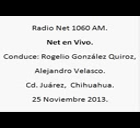 Radio Net 1060 AM.
Net en Vivo.
Conduce: Rogelio González Quiroz,
Alejandro Velasco.
Cd. Juárez,  Chihuahua.
25 Noviembre 2013.